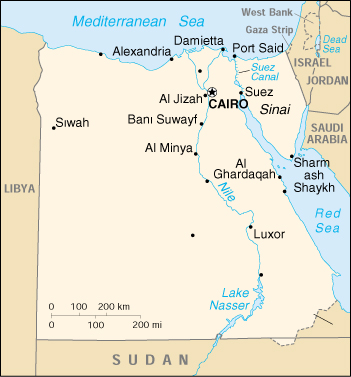 Mediterranean Sea
West Bank
Gaza Strip
Dead
Sea
Damietta
Alexandria
Port Said
ISRAEL
Suez
Canal
JORDAN
Al Jizah
Suez
CAIRO
Sinai
Siwah
Banī Suwayf
SAUDI
ARABIA
Al Minya
Sharm
ash
Shaykh
Al
Ghardaqah
LIBYA
Nile
Red
Sea
Luxor
Lake
Nasser
0 100 200 km
0 100 200 mi
SUDAN